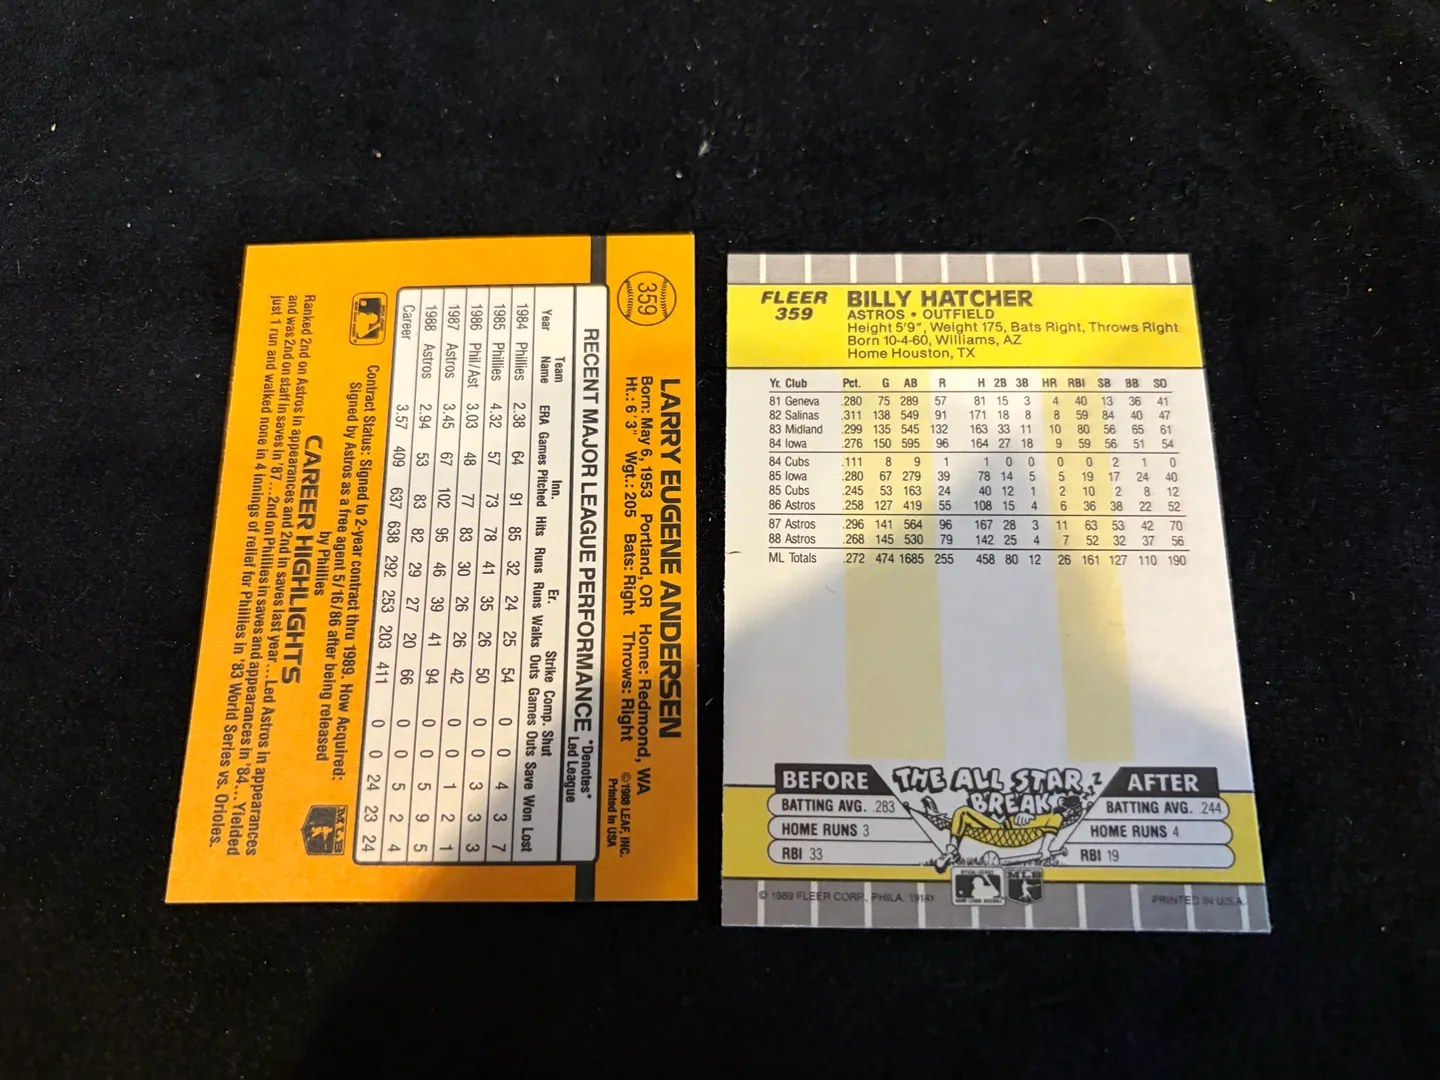 359
LARRY EUGENE ANDERSEN
Born: May 6, 1953 Portland, OR Home: Redmond, WA
Ht.: 6'3" Wgt.: 205 Bats: Right Throws: Right
©1988 LEAF, INC.
Printed in USA
RECENT MAJOR LEAGUE PERFORMANCE
*Denotes*
Led League
Year Team Name ERA Games Inn. Pitched Hits Runs Er. Runs Walks Strike Outs Comp. Games Shut Outs Save Won Lost
1984 Phillies 2.38 64 91 85 32 24 25 54 0 0 4 3 7
1985 Phillies 4.32 57 73 78 41 35 26 50 0 0 3 3 3
1986 Phil/Ast 3.03 48 77 83 30 26 26 42 0 0 1 2 1
1987 Astros 3.45 67 102 95 46 39 41 94 0 0 5 9 5
1988 Astros 2.94 53 83 82 29 27 20 66 0 0 5 2 4
Career 3.57 409 637 638 292 253 203 411 0 0 24 23 24
Contract Status: Signed to 2-year contract thru 1989. How Acquired:
Signed by Astros as a free agent 5/16/86 after being released
by Phillies
CAREER HIGHLIGHTS
Ranked 2nd on Astros in appearances and 2nd in saves last year...Led Astros in appearances
and was 2nd on staff in saves in '87...2nd on Phillies in saves and appearances in '84...Yielded
just 1 run and walked none in 4 innings of relief for Phillies in '83 World Series vs. Orioles.
MLB
FLEER
359
BILLY HATCHER
ASTROS • OUTFIELD
Height 5'9", Weight 175, Bats Right, Throws Right
Born 10-4-60, Williams, AZ
Home Houston, TX
Yr. Club Pct. G AB R H 2B 3B HR RBI SB BB SO
81 Geneva .280 75 289 57 81 15 3 4 40 13 36 41
82 Salinas .311 138 549 91 171 18 8 8 59 84 40 47
83 Midland .299 135 545 132 163 33 11 10 80 56 65 61
84 Iowa .276 150 595 96 164 27 18 9 59 56 51 54
84 Cubs .111 8 9 1 1 0 0 0 0 2 1 0
85 Iowa .280 67 279 39 78 14 5 5 19 17 24 40
85 Cubs .245 53 163 24 40 12 1 2 10 2 8 12
86 Astros .258 127 419 55 108 15 4 6 36 38 22 52
87 Astros .296 141 564 96 167 28 3 11 63 53 42 70
88 Astros .268 145 530 79 142 25 4 7 52 32 37 56
ML Totals .272 474 1685 255 458 80 12 26 161 127 110 190
BEFORE
THE ALL STAR BREAK
Z
AFTER
BATTING AVG. .283
HOME RUNS 3
RBI 33
BATTING AVG. .244
HOME RUNS 4
RBI 19
MLB
© 1989 FLEER CORP., PHILA. 19141
PRINTED IN U.S.A.